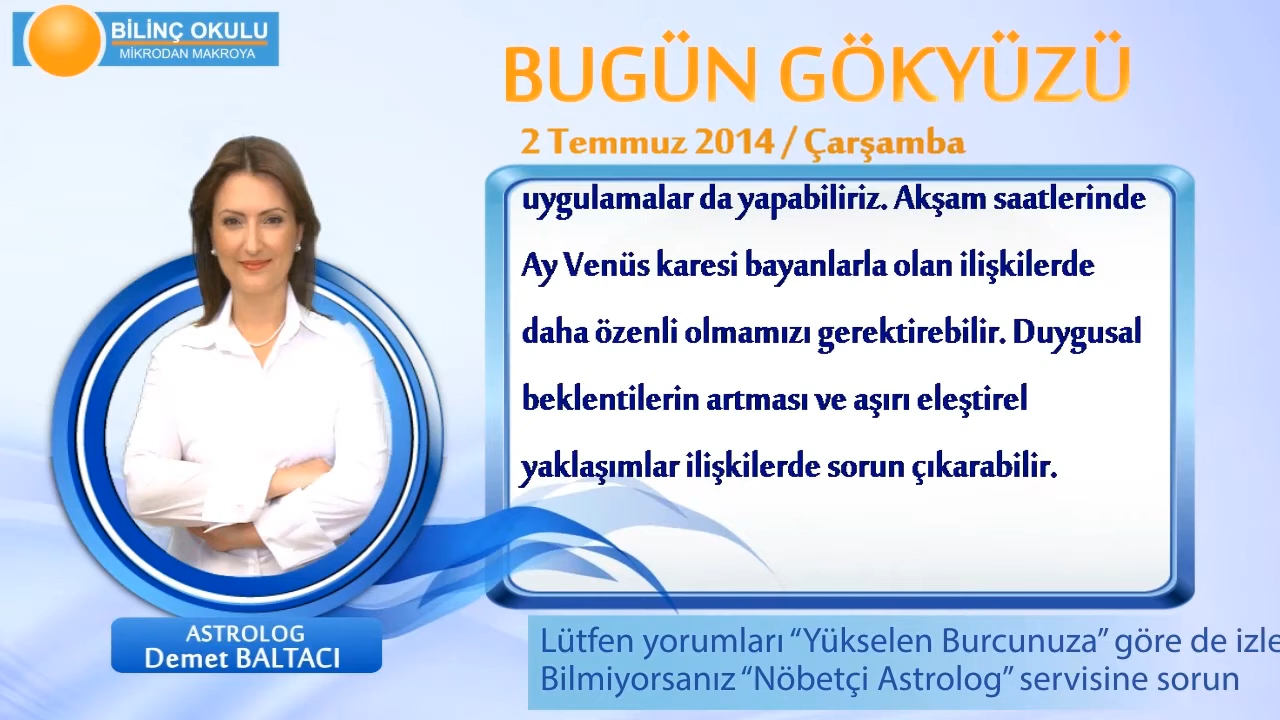 BİLİNÇ OKULU
MİKRODAN MAKROYA
BUGÜN GÖKYÜZÜ
2 Temmuz 2014 / Çarşamba
uygulamalar da yapabiliriz. Akşam saatlerinde
Ay Venüs karesi bayanlarla olan ilişkilerde
daha özenli olmamızı gerektirebilir. Duygusal
beklentilerin artması ve aşırı eleştirel
yaklaşımlar ilişkilerde sorun çıkarabilir.
ASTROLOG
Demet BALTACI
Lütfen yorumları “Yükselen Burcunuza” göre de izle
Bilmiyorsanız “Nöbetçi Astrolog” servisine sorun